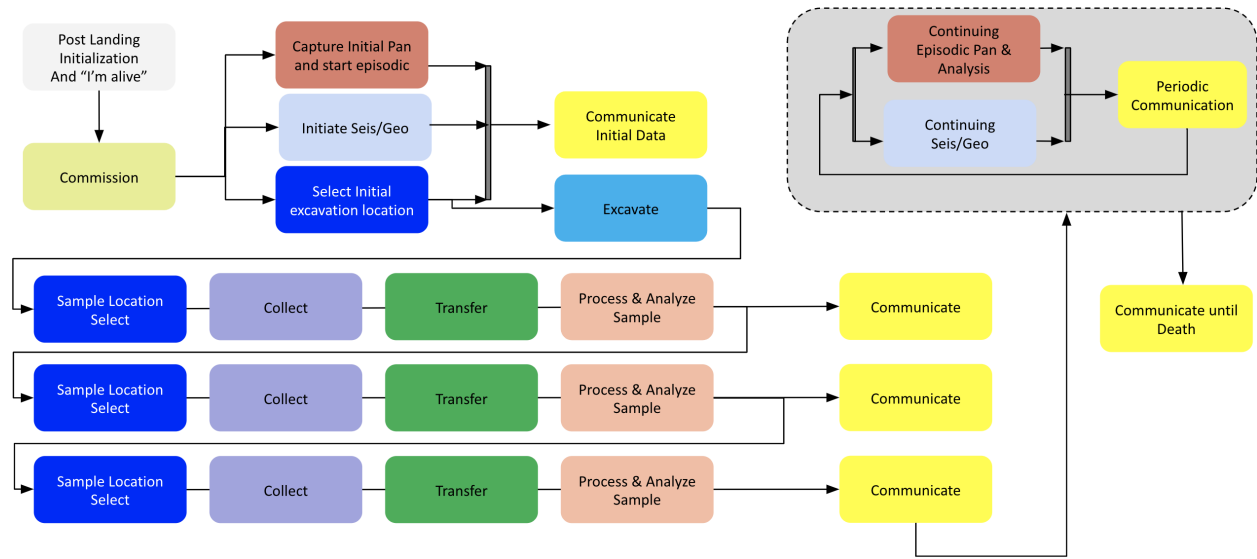 Post Landing
Initialization
And “I’m alive”
Commission
Capture Initial Pan
and start episodic
Initiate Seis/Geo
Select Initial
excavation location
Communicate
Initial Data
Excavate
Continuing
Episodic Pan &
Analysis
Continuing
Seis/Geo
Periodic
Communication
Communicate until
Death
Sample Location
Select
Collect
Transfer
Process & Analyze
Sample
Communicate
Sample Location
Select
Collect
Transfer
Process & Analyze
Sample
Communicate
Sample Location
Select
Collect
Transfer
Process & Analyze
Sample
Communicate